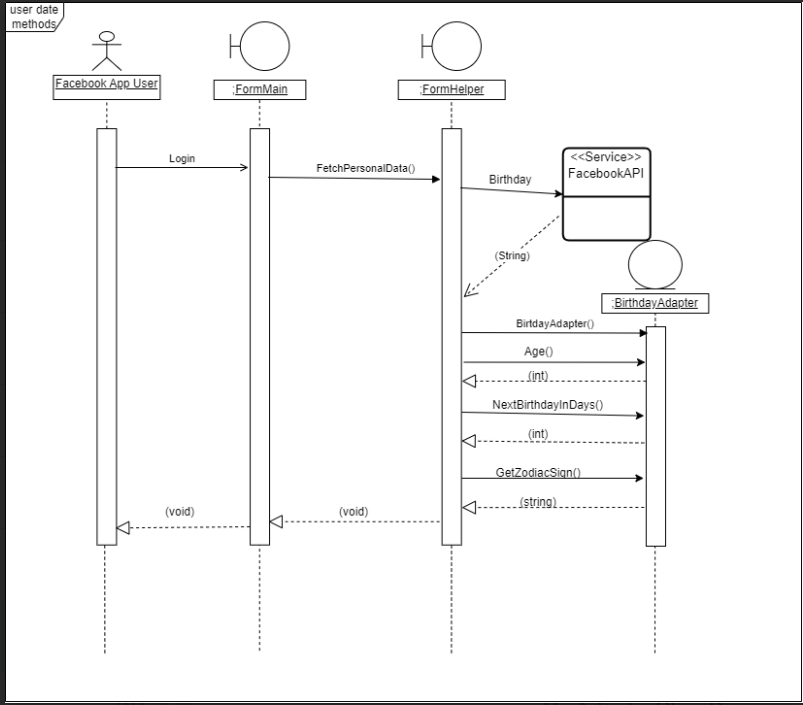 user date
methods
Facebook App User
:FormMain
:FormHelper
Login
FetchPersonalData()
Birthday
<<Service>>
FacebookAPI
(String)
:BirthdayAdapter
BirtdayAdapter()
Age()
(int)
NextBirthdayInDays()
(int)
GetZodiacSign()
(string)
(void)
(void)